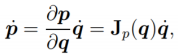 ṗ = ∂p/∂q q̇ = J_p(q)q̇,